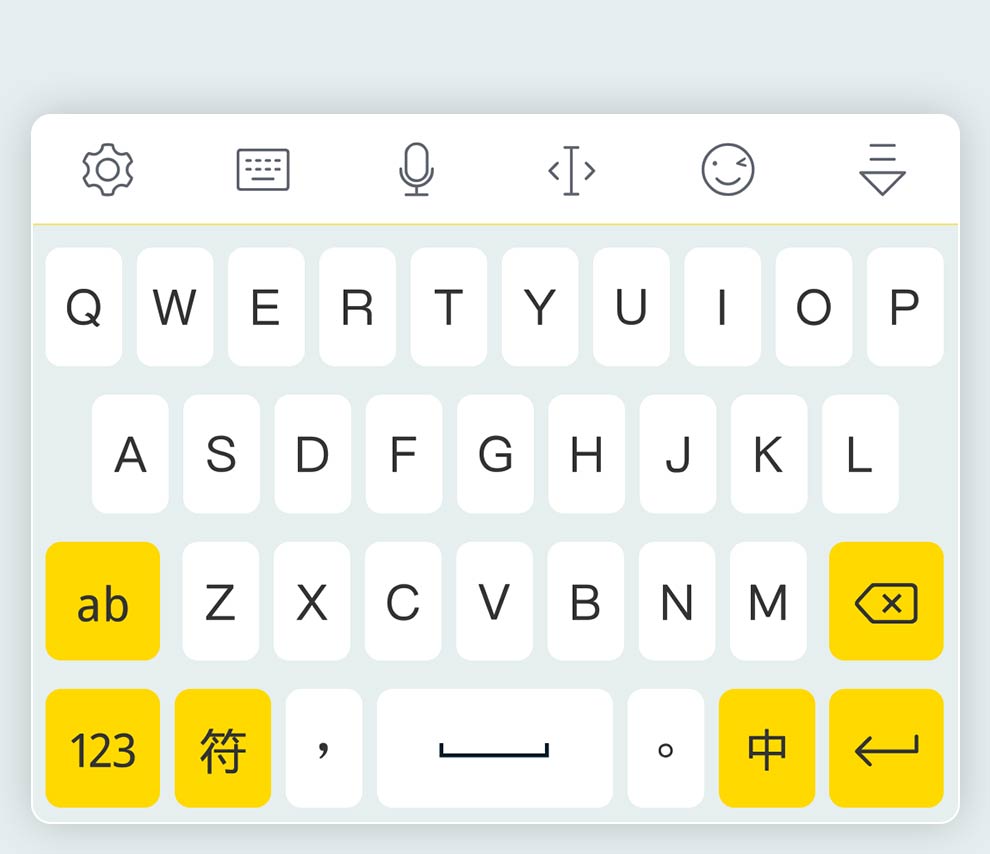 Q W E R T Y U I O P
A S D F G H J K L
ab Z X C V B N M
123 符 , 。 中